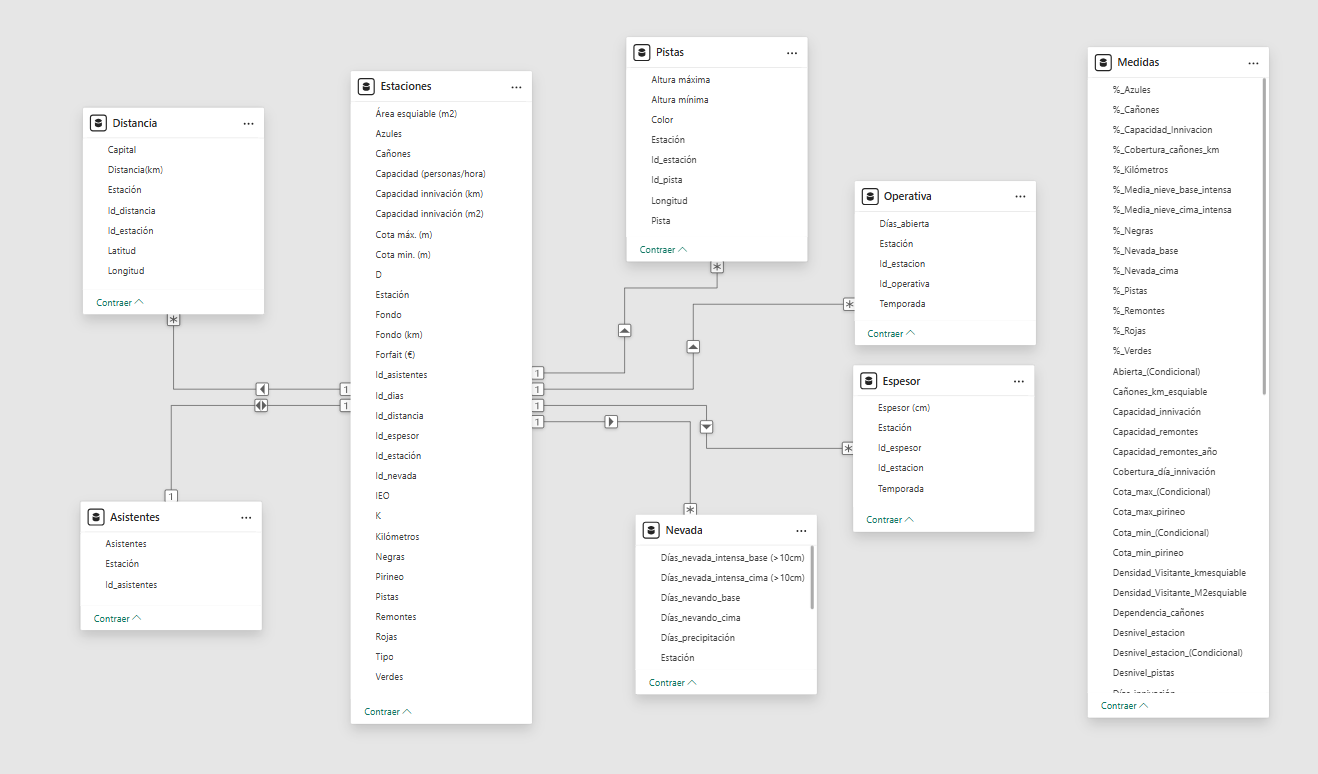 Distancia
Capital
Distancia(km)
Estación
Id_distancia
Id_estación
Latitud
Longitud
Contraer
Asistentes
Asistentes
Estación
Id_asistentes
Contraer
Estaciones
Área esquiable (m2)
Azules
Cañones
Capacidad (personas/hora)
Capacidad innivación (km)
Capacidad innivación (m2)
Cota máx. (m)
Cota min. (m)
D
Estación
Fondo
Fondo (km)
Forfait (€)
Id_asistentes
Id_dias
Id_distancia
Id_espesor
Id_estación
Id_nevada
IEO
K
Kilómetros
Negras
Pirineo
Pistas
Remontes
Rojas
Tipo
Verdes
Contraer
Pistas
Altura máxima
Altura mínima
Color
Estación
Id_estación
Id_pista
Longitud
Pista
Contraer
Operativa
Días_abierta
Estación
Id_estacion
Id_operativa
Temporada
Contraer
Espesor
Espesor (cm)
Estación
Id_espesor
Id_estacion
Temporada
Contraer
Nevada
Días_nevada_intensa_base (>10cm)
Días_nevada_intensa_cima (>10cm)
Días_nevando_base
Días_nevando_cima
Días_precipitación
Estación
Contraer
Medidas
%_Azules
%_Cañones
%_Capacidad_Innivacion
%_Cobertura_cañones_km
%_Kilómetros
%_Media_nieve_base_intensa
%_Media_nieve_cima_intensa
%_Negras
%_Nevada_base
%_Nevada_cima
%_Pistas
%_Remontes
%_Rojas
%_Verdes
Abierta_(Condicional)
Cañones_km_esquiable
Capacidad_innivación
Capacidad_remontes
Capacidad_remontes_año
Cobertura_día_innivación
Cota_max_(Condicional)
Cota_max_pirineo
Cota_min_(Condicional)
Cota_min_pirineo
Densidad_Visitante_kmesquiable
Densidad_Visitante_M2esquiable
Dependencia_cañones
Desnivel_estacion
Desnivel_estacion_(Condicional)
Desnivel_pistas
Días_innivación
Contraer
1
1
1
1
1
1
1